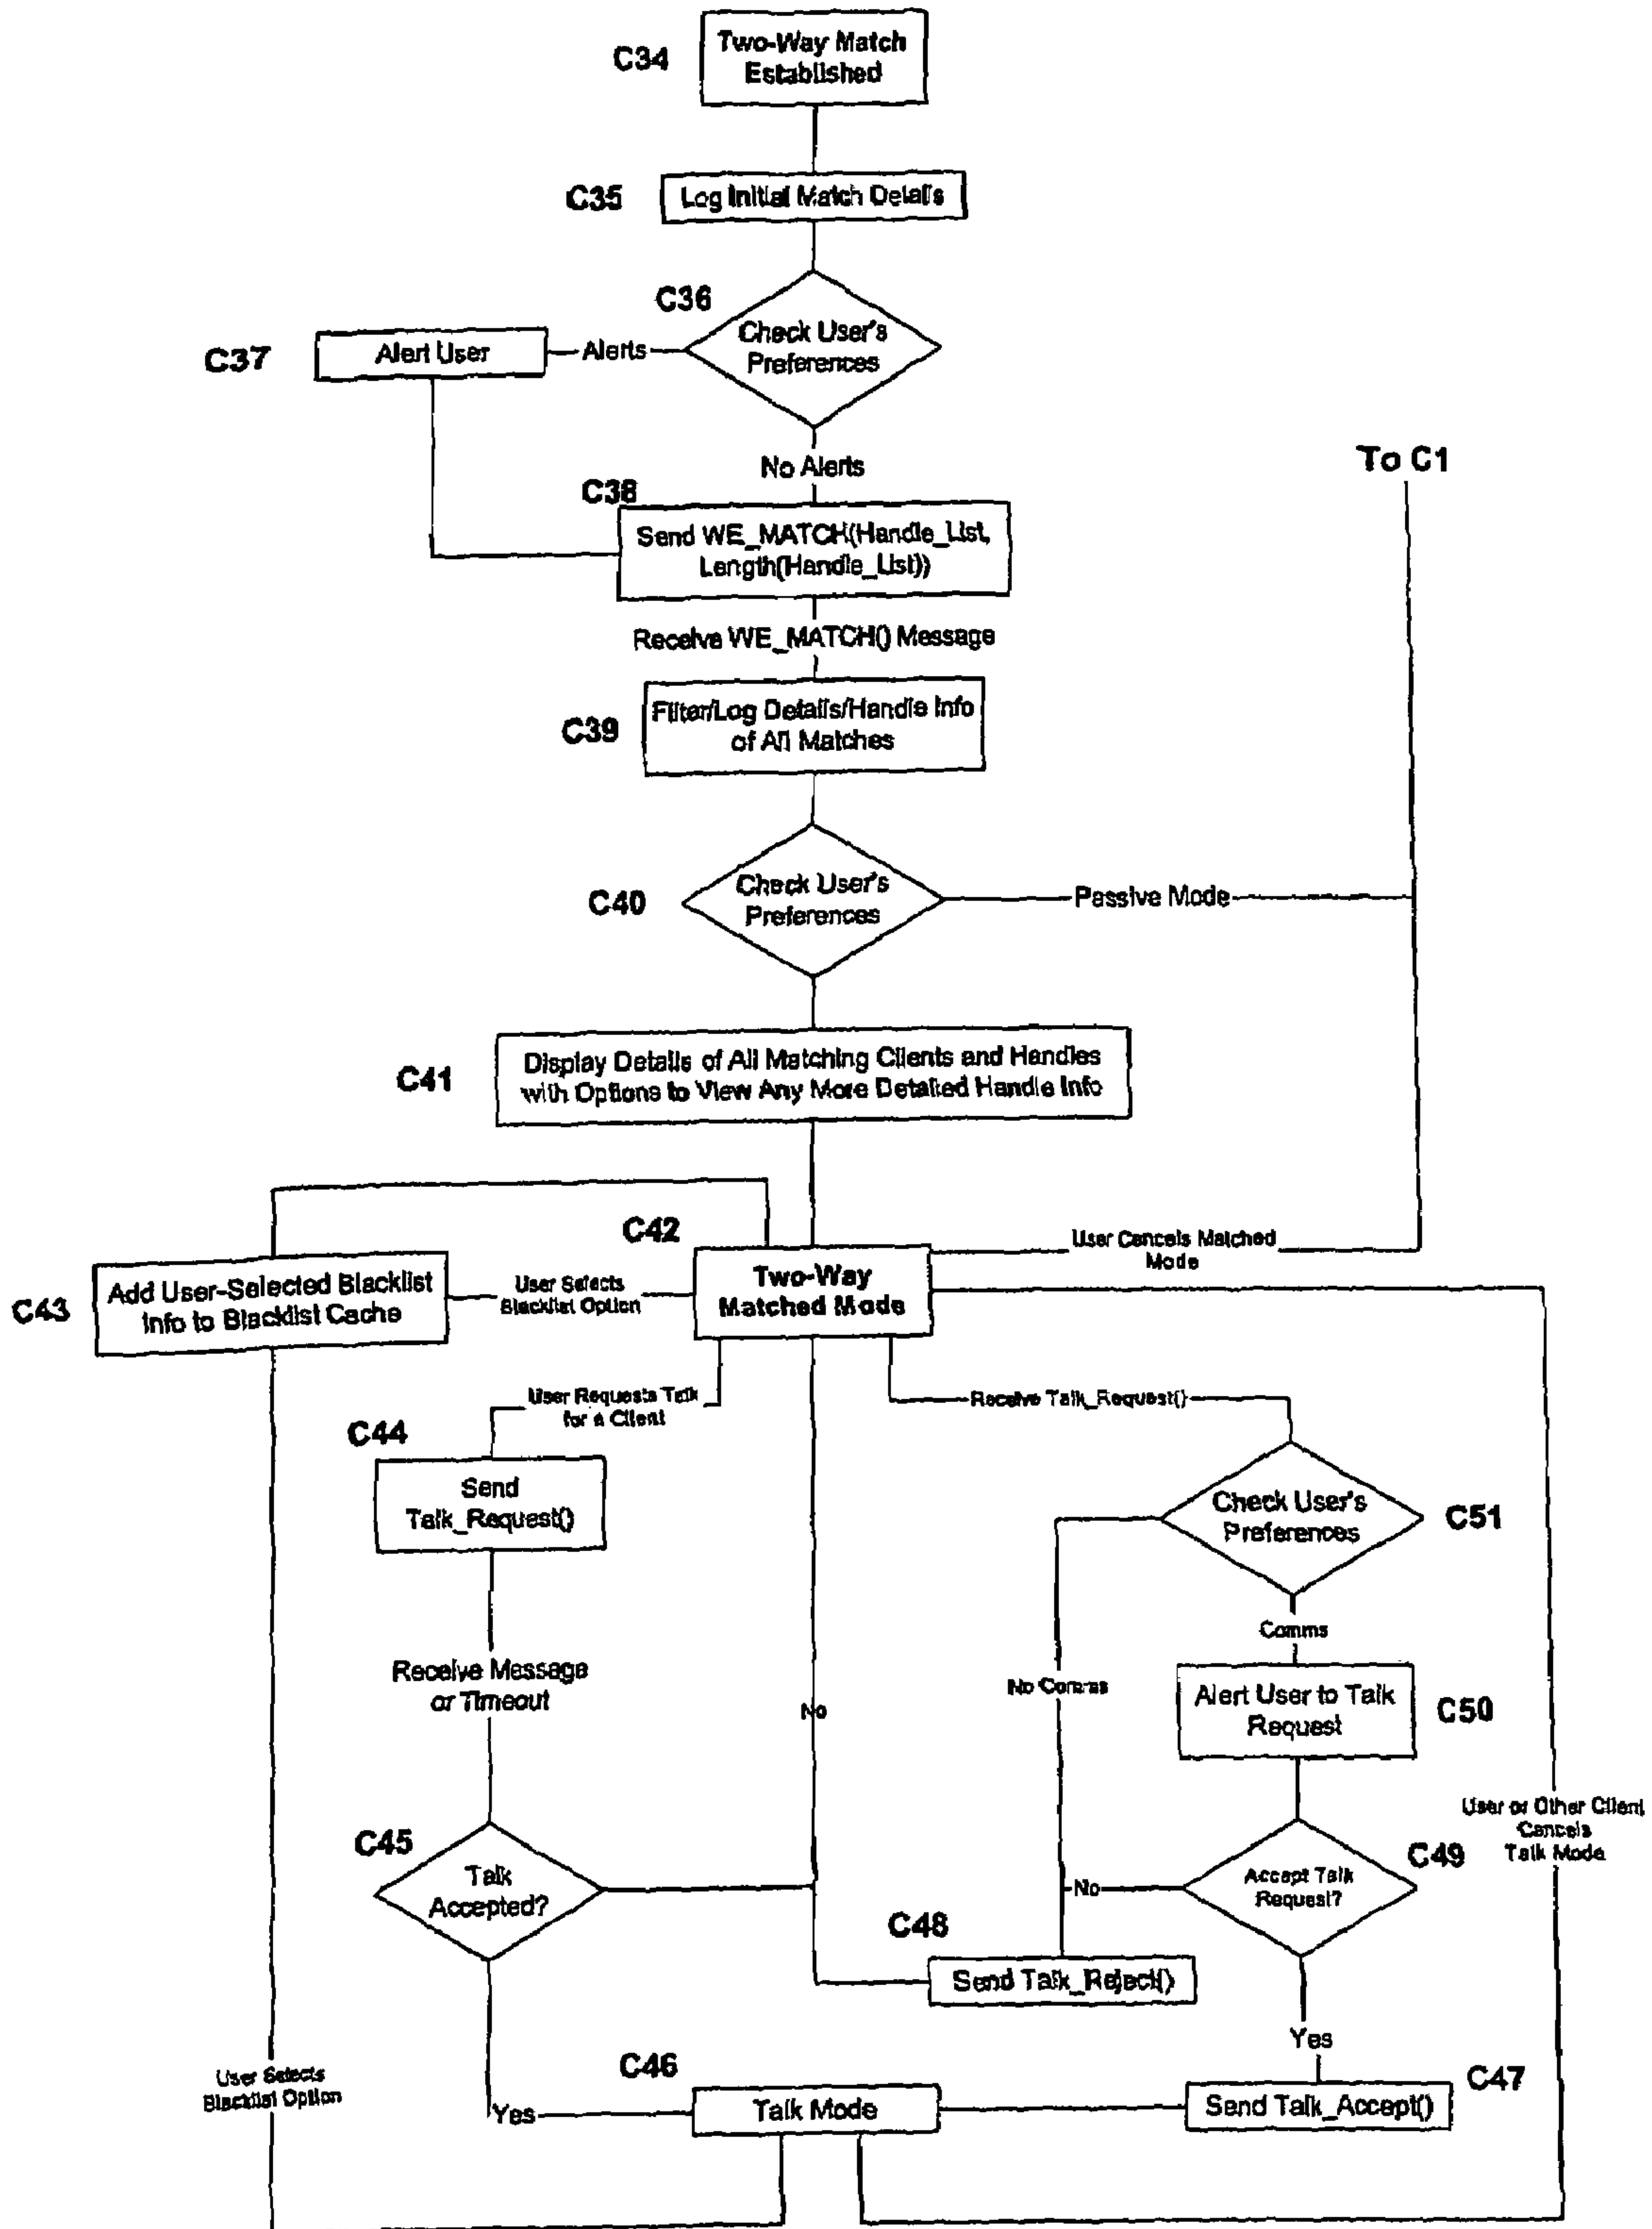 C34
Two-Way Match
Established
C35
Log Initial Match Details
C36
Check User's
Preferences
C37
Alert User
Alerts
No Alerts
To C1
C38
Send WE_MATCH(Handle_List,
Length(Handle_List))
Receive WE_MATCH() Message
C39
Filter/Log Details/Handle Info
of All Matches
C40
Check User's
Preferences
Passive Mode
C41
Display Details of All Matching Clients and Handles
with Options to View Any More Detailed Handle Info
C42
Two-Way
Matched Mode
User Cancels Matched
Mode
C43
Add User-Selected Blacklist
Info to Blacklist Cache
User Selects
Blacklist Option
User Requests Talk
for a Client
Receive Talk_Request()
C44
Send
Talk_Request()
Check User's
Preferences
C51
Comms
Receive Message
or Timeout
No Comms
Alert User to Talk
Request
C50
No
User or Other Client
Cancels
Talk Mode
C45
Talk
Accepted?
No
Accept Talk
Request?
C49
C48
Send Talk_Reject()
Yes
User Selects
Blacklist Option
C46
Yes
Talk Mode
Send Talk_Accept()
C47